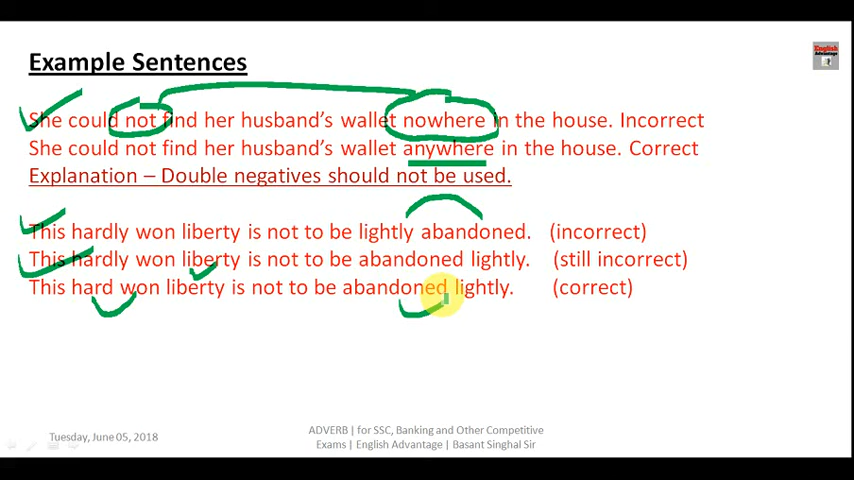 English
Advantage
Example Sentences
She could not find her husband's wallet nowhere in the house. Incorrect
She could not find her husband's wallet anywhere in the house. Correct
Explanation – Double negatives should not be used.
This hardly won liberty is not to be lightly abandoned. (incorrect)
This hardly won liberty is not to be abandoned lightly. (still incorrect)
This hard won liberty is not to be abandoned lightly. (correct)
Tuesday, June 05, 2018
ADVERB | for SSC, Banking and Other Competitive
Exams | English Advantage | Basant Singhal Sir